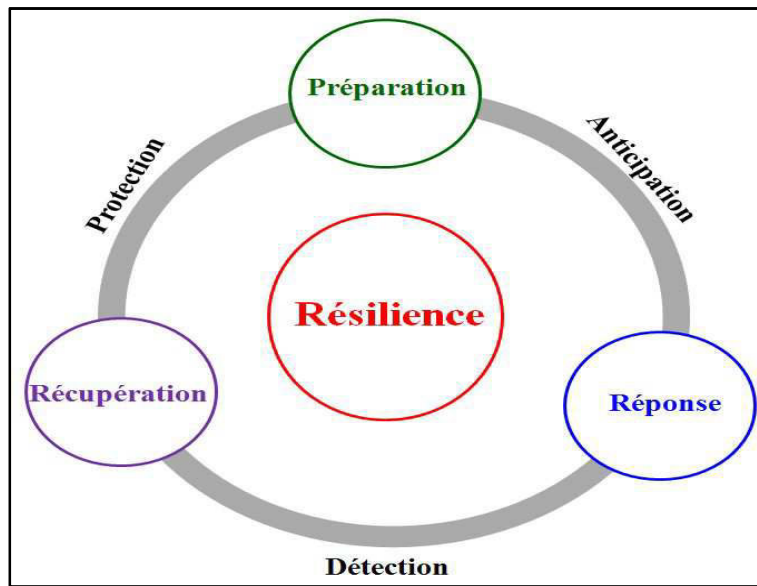 Préparation
Protection
Anticipation
Résilience
Récupération
Réponse
Détection